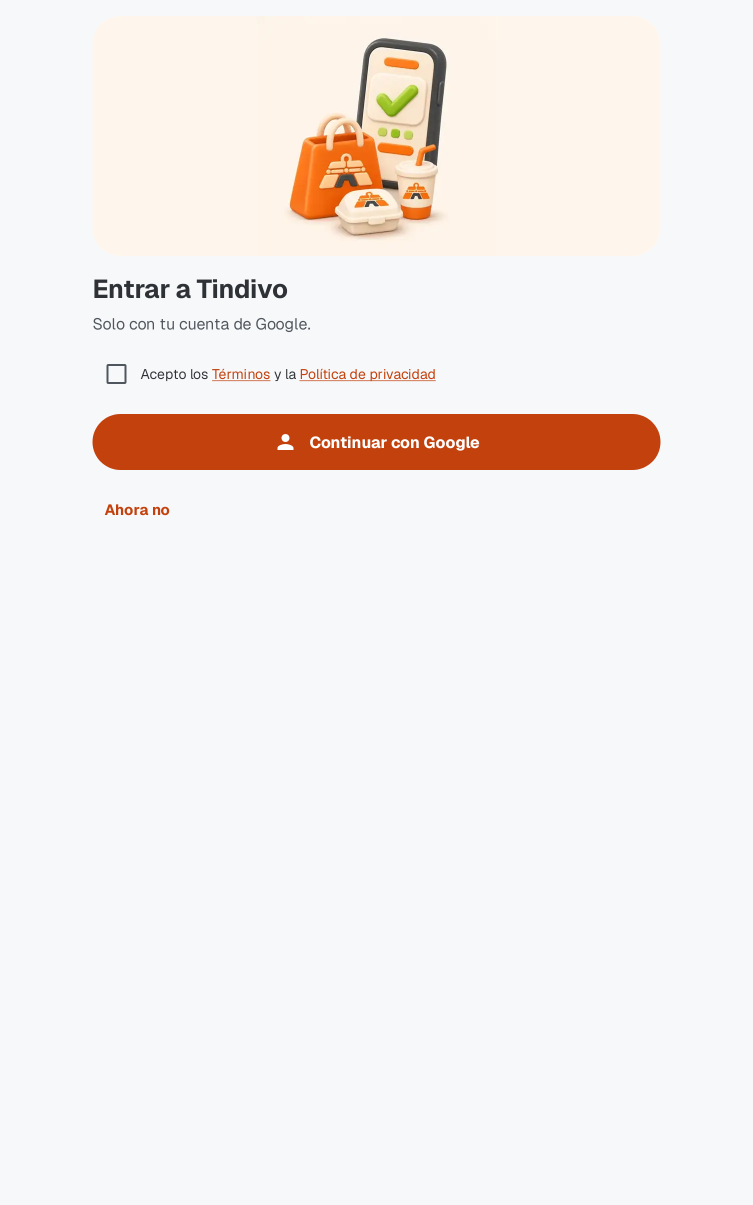 Entrar a Tindivo
Solo con tu cuenta de Google.
Acepto los Términos y la Política de privacidad
Continuar con Google
Ahora no